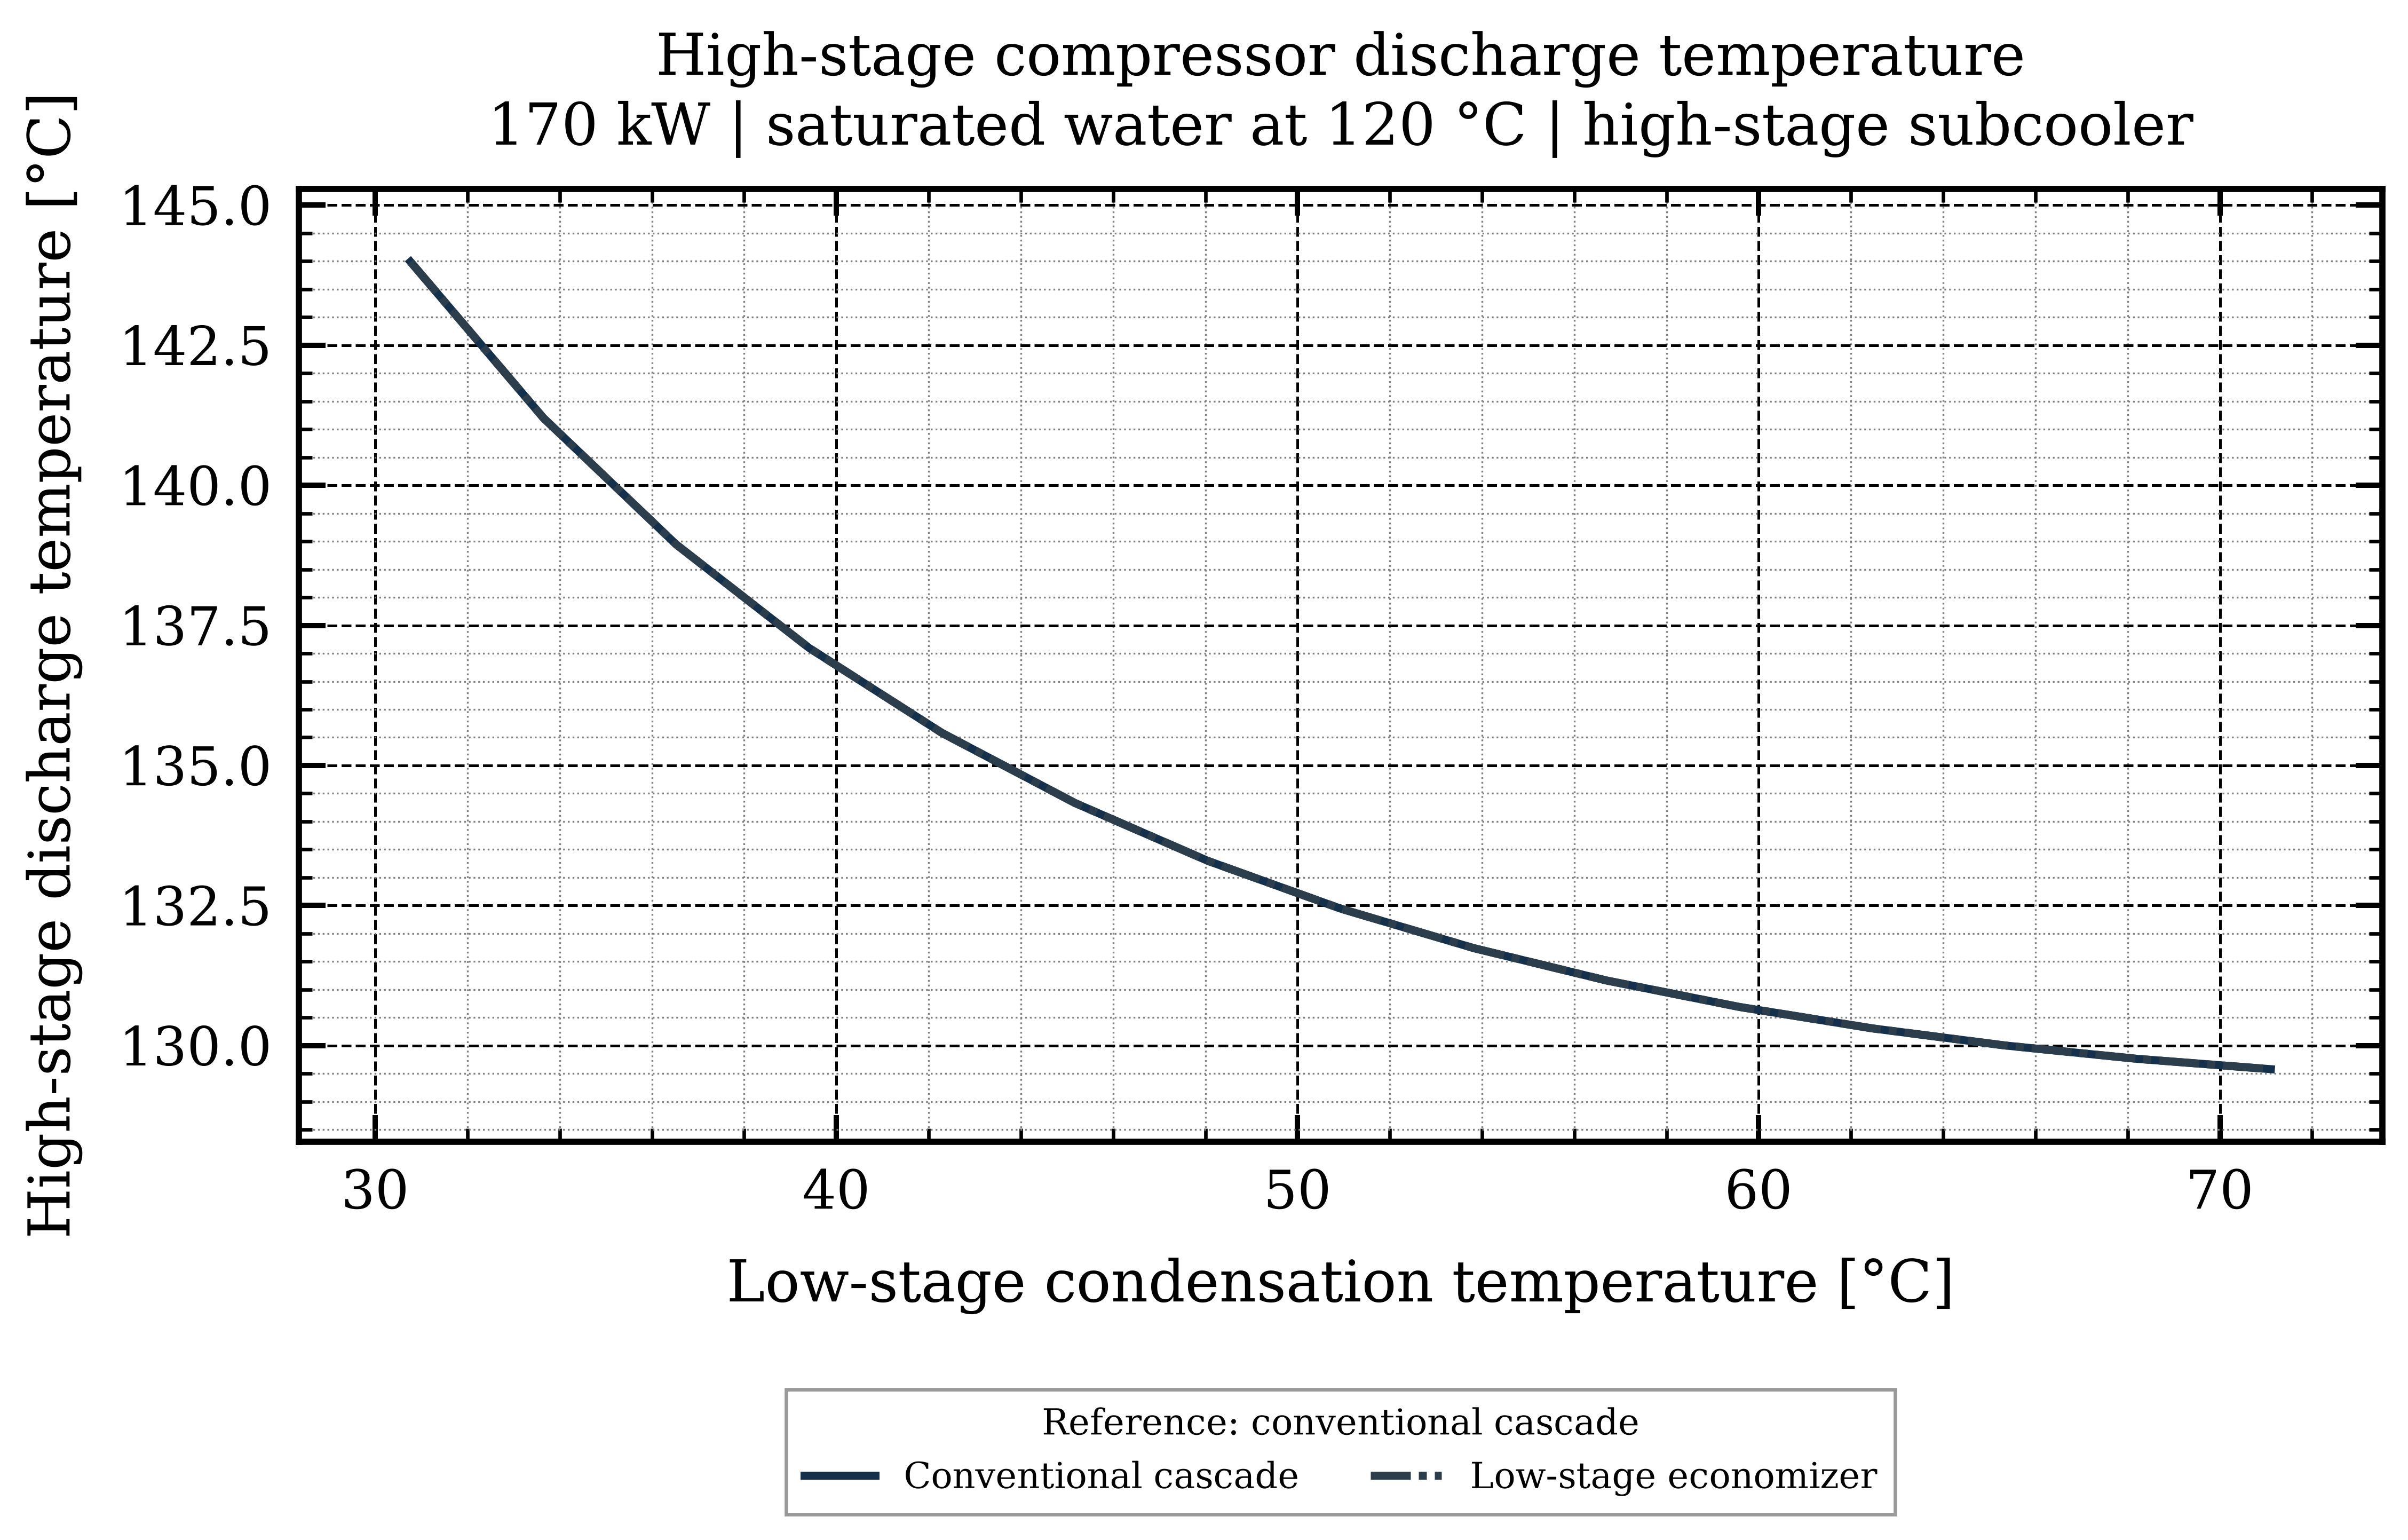 High-stage compressor discharge temperature
170 kW | saturated water at 120 °C | high-stage subcooler
High-stage discharge temperature [°C]
145.0
142.5
140.0
137.5
135.0
132.5
130.0
30 40 50 60 70
Low-stage condensation temperature [°C]
Reference: conventional cascade
Conventional cascade Low-stage economizer